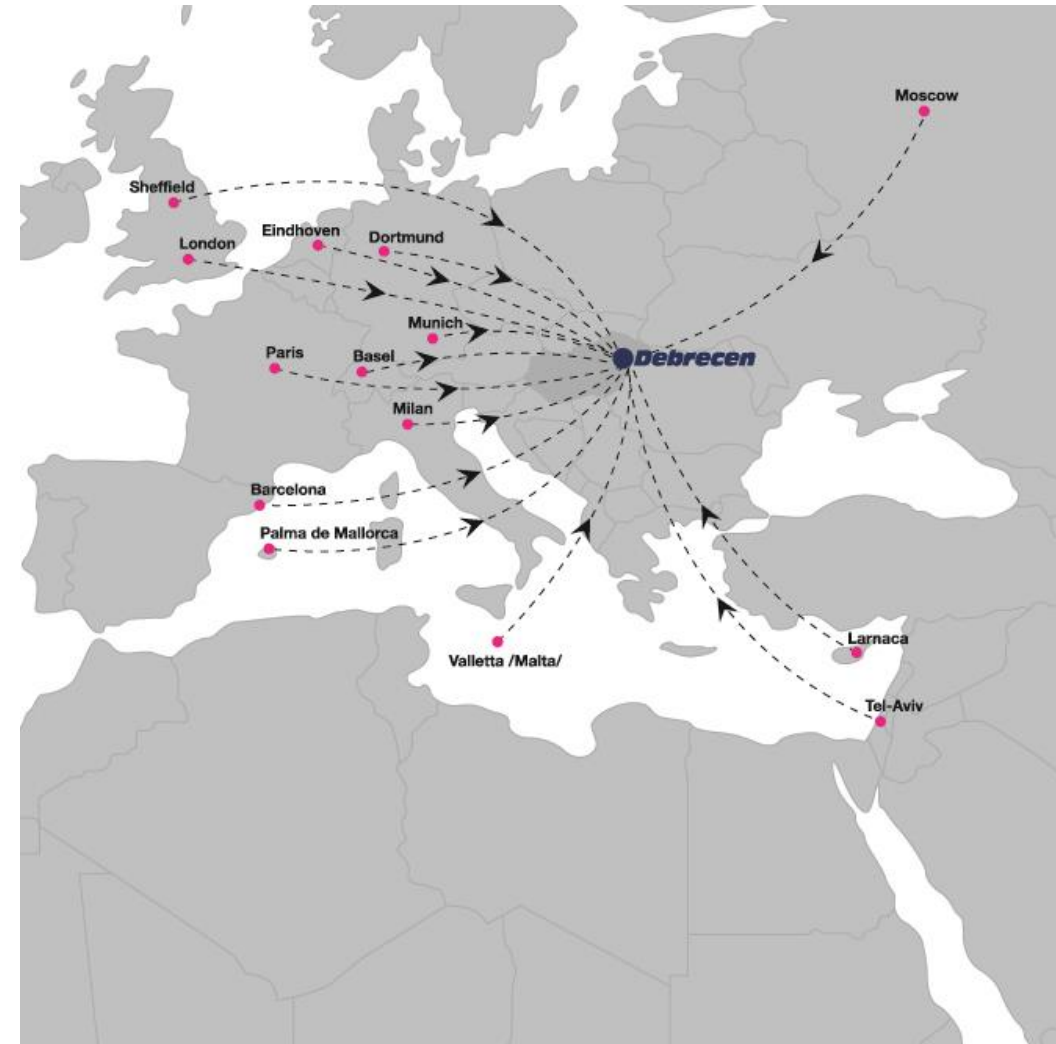 Moscow
Sheffield
Eindhoven
Dortmund
London
Munich
Paris
Basel
Debrecen
Milan
Barcelona
Palma de Mallorca
Valletta /Malta/
Larnaca
Tel-Aviv